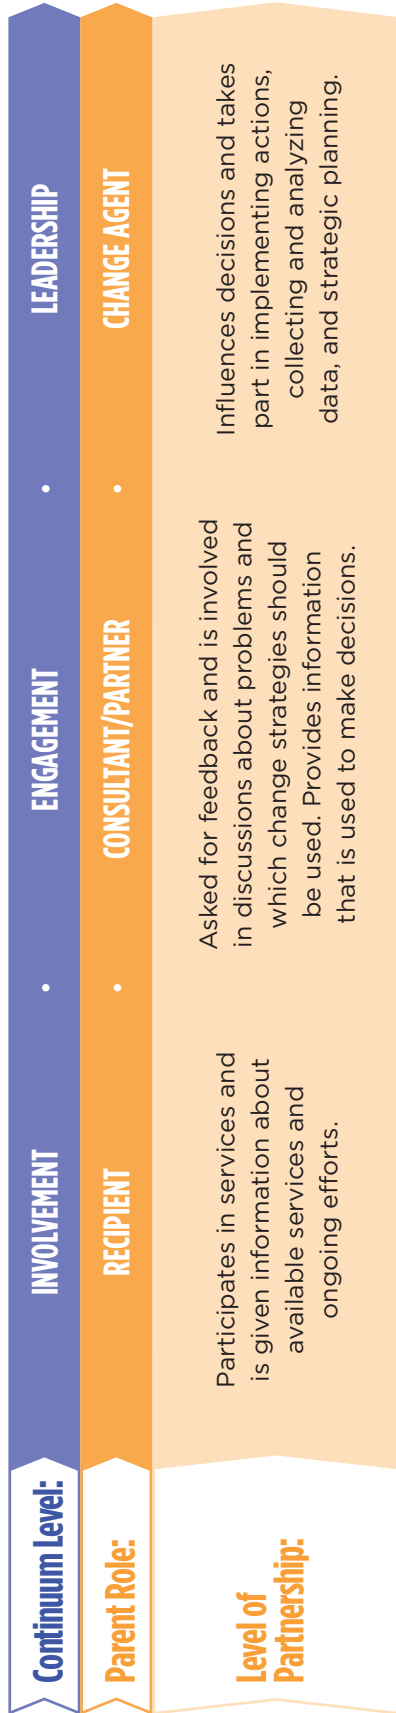 Continuum Level:
INVOLVEMENT • ENGAGEMENT • LEADERSHIP
Parent Role:
RECIPIENT • CONSULTANT/PARTNER • CHANGE AGENT
Level of
Partnership:
Participates in services and
is given information about
available services and
ongoing efforts.
Asked for feedback and is involved
in discussions about problems and
which change strategies should
be used. Provides information
that is used to make decisions.
Influences decisions and takes
part in implementing actions,
collecting and analyzing
data, and strategic planning.